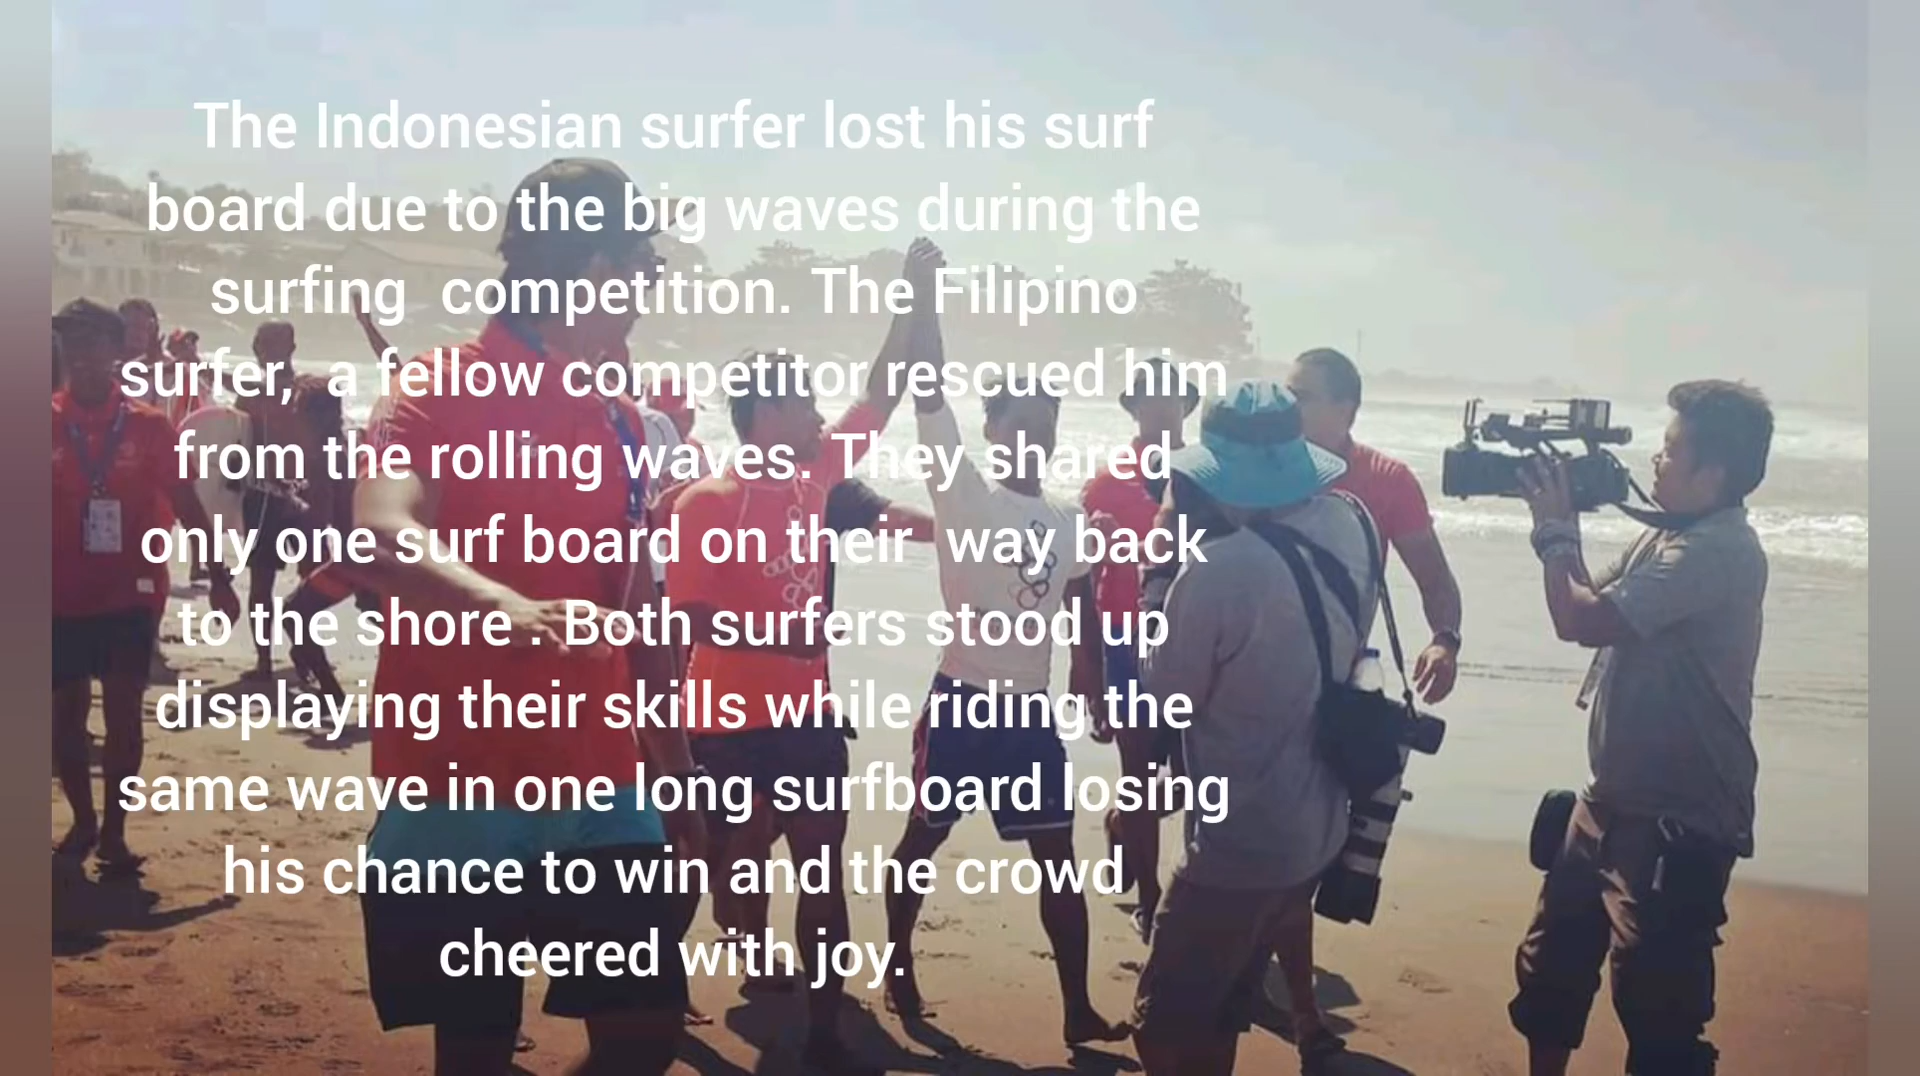 The Indonesian surfer lost his surf
board due to the big waves during the
surfing  competition. The Filipino
surfer,  a fellow competitor rescued him
from the rolling waves. They shared
only one surf board on their  way back
to the shore . Both surfers stood up
displaying their skills while riding the
same wave in one long surfboard losing
his chance to win and the crowd
cheered with joy.